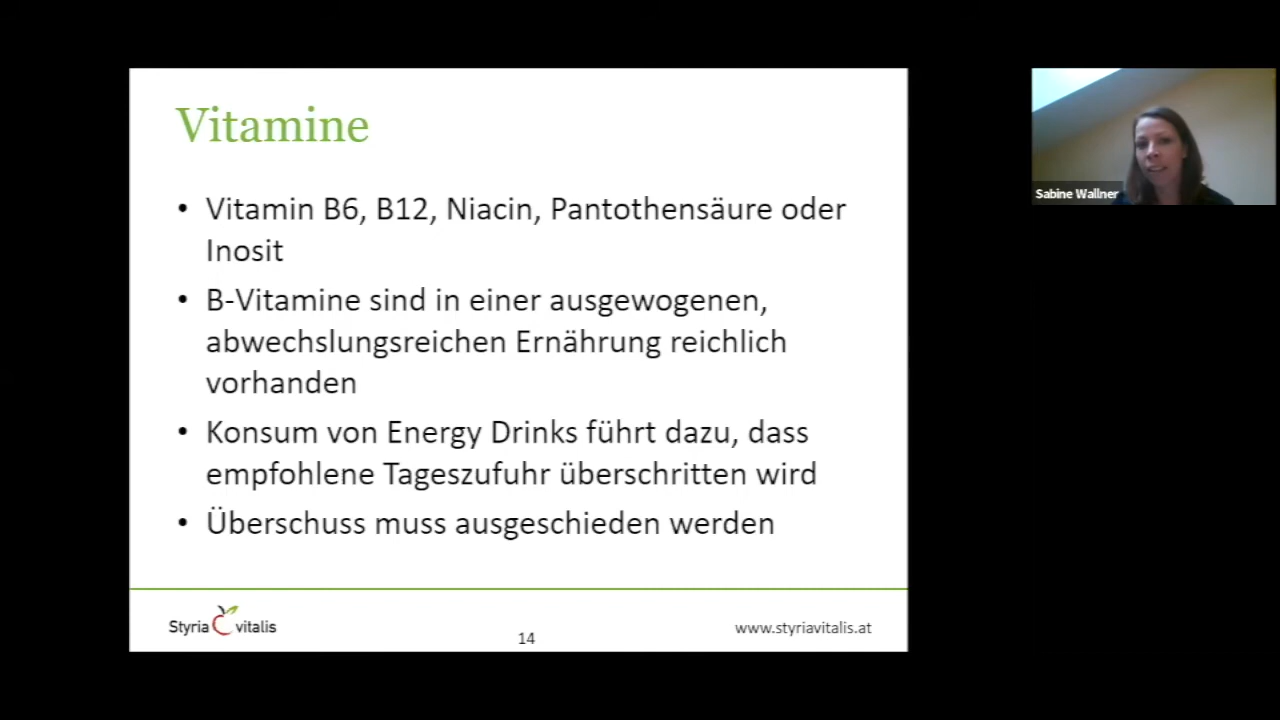 Vitamine
• Vitamin B6, B12, Niacin, Pantothensäure oder
Inosit
• B-Vitamine sind in einer ausgewogenen,
abwechslungsreichen Ernährung reichlich
vorhanden
• Konsum von Energy Drinks führt dazu, dass
empfohlene Tageszufuhr überschritten wird
• Überschuss muss ausgeschieden werden
Styria vitalis
14
www.styriavitalis.at
Sabine Wallner